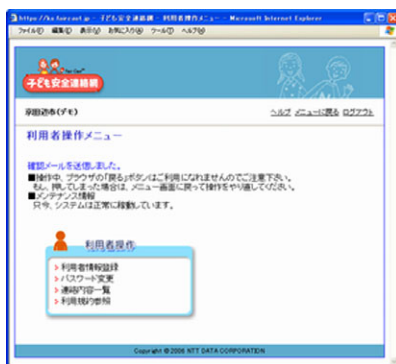 子ども安全連絡網 - 利用者操作メニュー - Microsoft Internet Explorer
ファイル(F) 編集(E) 表示(V) お気に入り(A) ツール(T) ヘルプ(H)
子ども安全連絡網
京田辺市(デモ)
ヘルプ メニューに戻る ログアウト
利用者操作メニュー
確認メールを送信しました。
■操作中、ブラウザの「戻る」ボタンはご利用になれませんのでご注意下さい。
もし、押してしまった場合は、メニュー画面に戻って操作をやり直してください。
■メンテナンス情報
只今、システムは正常に稼動しています。
利用者操作
>利用者情報登録
>パスワード変更
>連絡内容一覧
>利用規約参照
Copyright © 2006 NTT DATA CORPORATION